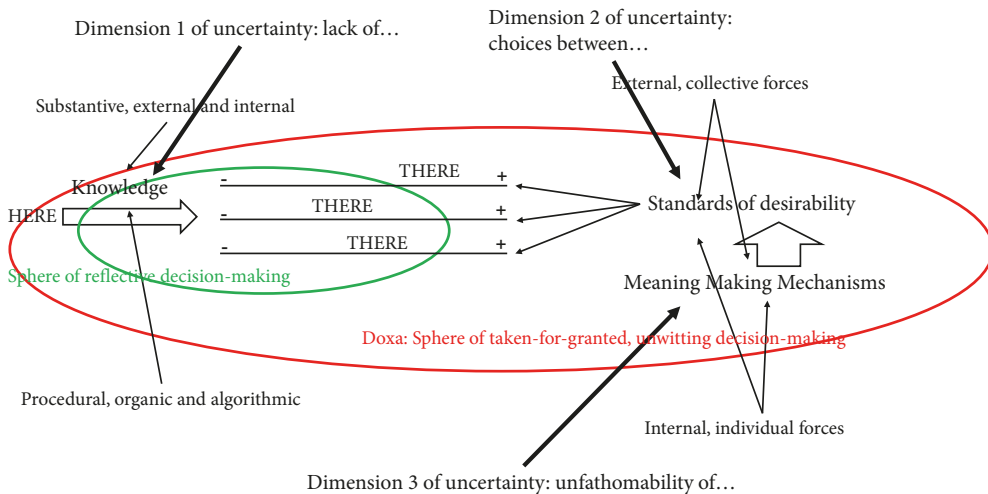 Dimension 1 of uncertainty: lack of…
Dimension 2 of uncertainty:
choices between…
Substantive, external and internal
External, collective forces
Knowledge
- THERE +
HERE
- THERE +
- THERE +
Standards of desirability
Sphere of reflective decision-making
Meaning Making Mechanisms
Doxa: Sphere of taken-for-granted, unwitting decision-making
Procedural, organic and algorithmic
Internal, individual forces
Dimension 3 of uncertainty: unfathomability of…